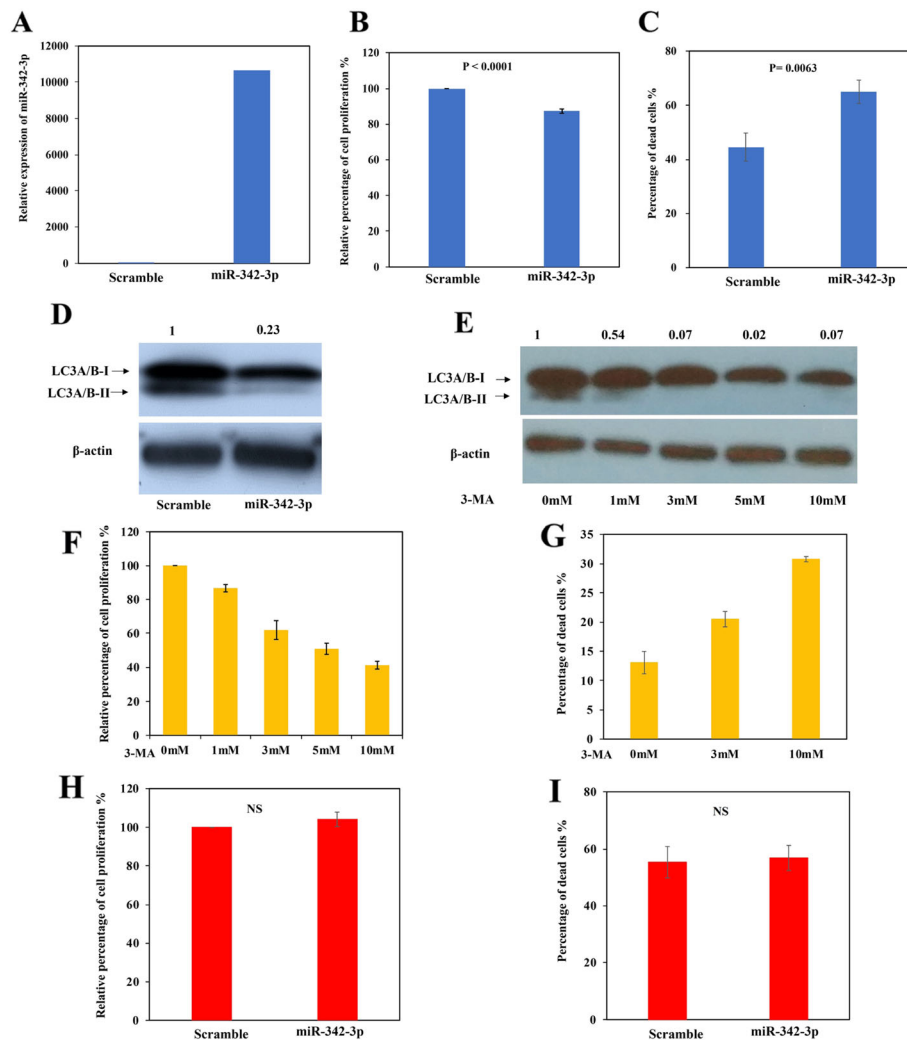 A
Relative expression of miR-342-3p
12000
10000
8000
6000
4000
2000
0
Scramble miR-342-3p
B
Relative percentage of cell proliferation %
120
100
80
60
40
20
0
P < 0.0001
Scramble miR-342-3p
C
Percentage of dead cells %
80
60
40
20
0
P= 0.0063
Scramble miR-342-3p
D
1 0.23
LC3A/B-I
LC3A/B-II
β-actin
Scramble miR-342-3p
E
1 0.54 0.07 0.02 0.07
LC3A/B-I
LC3A/B-II
β-actin
3-MA 0mM 1mM 3mM 5mM 10mM
F
Relative percentage of cell proliferation %
120
100
80
60
40
20
0
3-MA 0mM 1mM 3mM 5mM 10mM
G
Percentage of dead cells %
35
30
25
20
15
10
5
0
3-MA 0mM 3mM 10mM
H
Relative percentage of cell proliferation %
120
100
80
60
40
20
0
NS
Scramble miR-342-3p
I
Percentage of dead cells %
80
60
40
20
0
NS
Scramble miR-342-3p